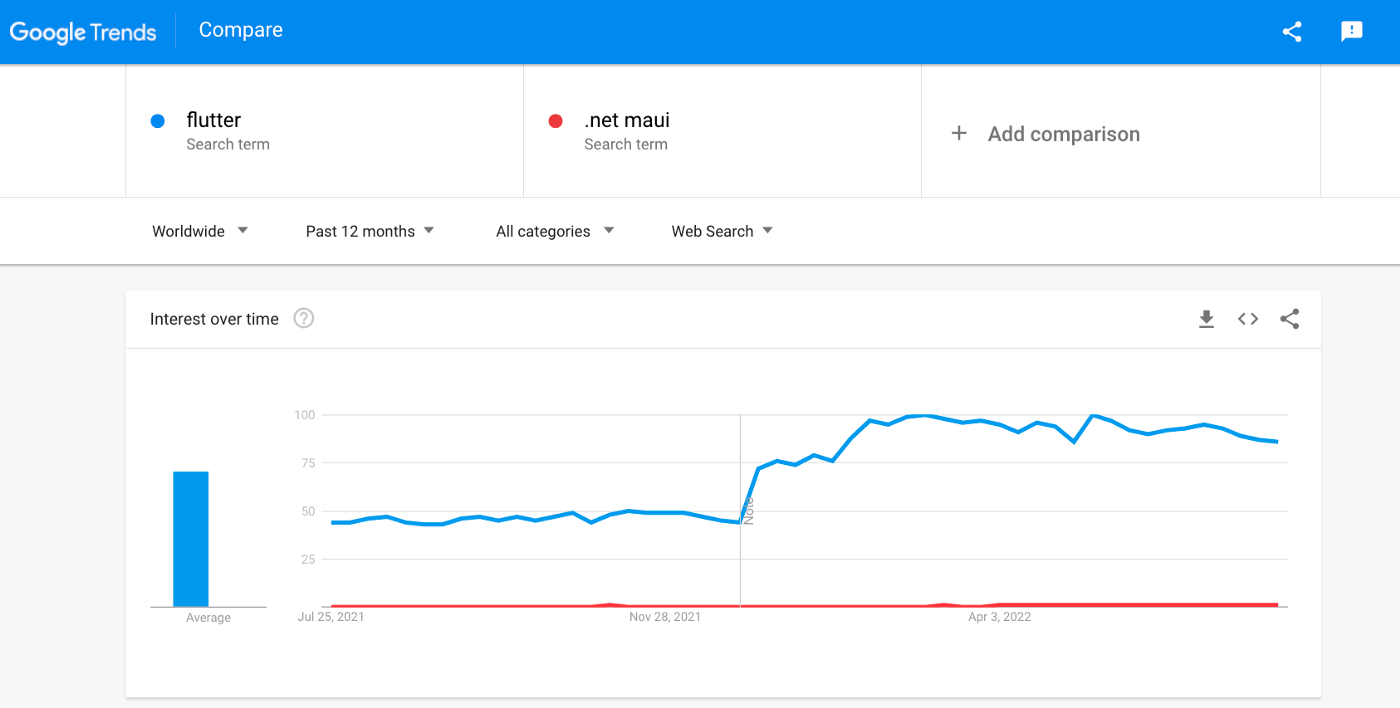 Google Trends
Compare
flutter
Search term
.net maui
Search term
+ Add comparison
Worldwide
Past 12 months
All categories
Web Search
Interest over time
?
100
75
50
25
Note
Average
Jul 25, 2021
Nov 28, 2021
Apr 3, 2022